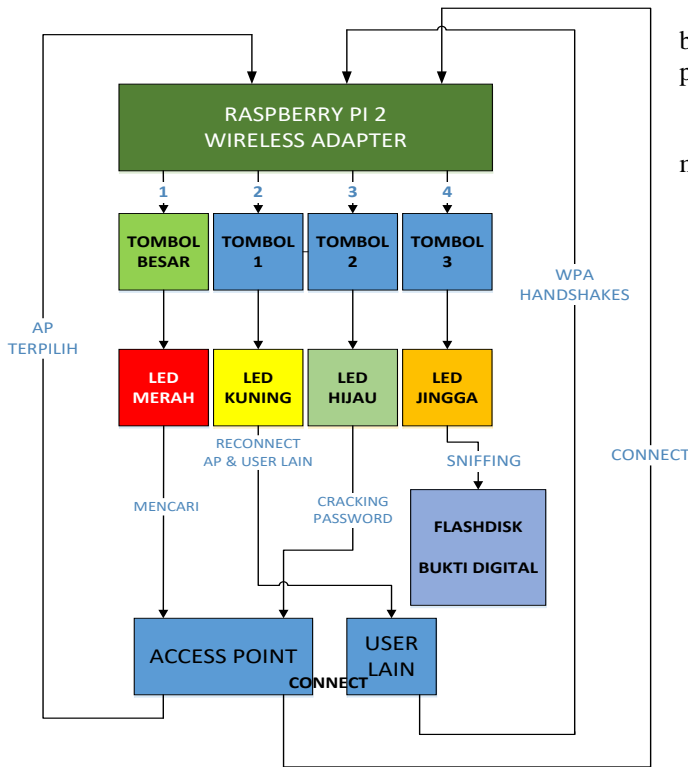 b
p
n
RASPBERRY PI 2
WIRELESS ADAPTER
1
2
3
4
TOMBOL
BESAR
TOMBOL
1
TOMBOL
2
TOMBOL
3
WPA
HANDSHAKES
AP
TERPILIH
LED
MERAH
LED
KUNING
LED
HIJAU
LED
JINGGA
RECONNECT
AP & USER LAIN
SNIFFING
CONNECT
MENCARI
CRACKING
PASSWORD
FLASHDISK
BUKTI DIGITAL
ACCESS POINT
USER
LAIN
CONNECT